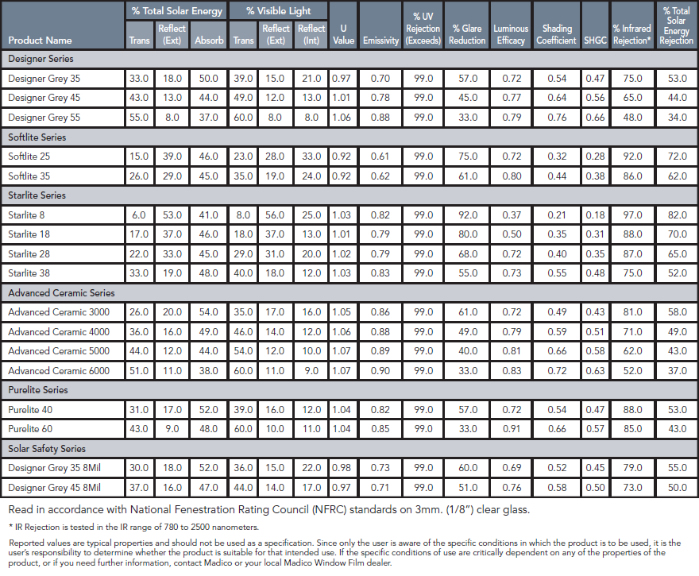 % Total Solar Energy % Visible Light % Total Solar Energy Rejection
Product Name Trans Reflect (Ext) Absorb Trans Reflect (Ext) Reflect (Int) U Value Emissivity % UV Rejection (Exceeds) % Glare Reduction Luminous Efficacy Shading Coefficient SHGC % Infrared Rejection*
Designer Series
Designer Grey 35 33.0 18.0 50.0 39.0 15.0 21.0 0.97 0.70 99.0 57.0 0.72 0.54 0.47 75.0 53.0
Designer Grey 45 43.0 13.0 44.0 49.0 12.0 13.0 1.01 0.78 99.0 45.0 0.77 0.64 0.56 65.0 44.0
Designer Grey 55 55.0 8.0 37.0 60.0 8.0 8.0 1.06 0.88 99.0 33.0 0.79 0.76 0.66 48.0 34.0
Softlite Series
Softlite 25 15.0 39.0 46.0 23.0 28.0 33.0 0.92 0.61 99.0 75.0 0.72 0.32 0.28 92.0 72.0
Softlite 35 26.0 29.0 45.0 35.0 19.0 24.0 0.92 0.62 99.0 61.0 0.80 0.44 0.38 86.0 62.0
Starlite Series
Starlite 8 6.0 53.0 41.0 8.0 56.0 25.0 1.03 0.82 99.0 92.0 0.37 0.21 0.18 97.0 82.0
Starlite 18 17.0 37.0 46.0 18.0 37.0 13.0 1.01 0.79 99.0 80.0 0.50 0.35 0.31 88.0 70.0
Starlite 28 22.0 33.0 45.0 29.0 31.0 20.0 1.02 0.79 99.0 68.0 0.72 0.40 0.35 87.0 65.0
Starlite 38 33.0 19.0 48.0 40.0 18.0 12.0 1.03 0.83 99.0 55.0 0.73 0.55 0.48 75.0 52.0
Advanced Ceramic Series
Advanced Ceramic 3000 26.0 20.0 54.0 35.0 17.0 16.0 1.05 0.86 99.0 61.0 0.72 0.49 0.43 81.0 58.0
Advanced Ceramic 4000 36.0 16.0 49.0 46.0 14.0 12.0 1.06 0.88 99.0 49.0 0.79 0.59 0.51 71.0 49.0
Advanced Ceramic 5000 44.0 12.0 44.0 54.0 12.0 10.0 1.07 0.89 99.0 40.0 0.81 0.66 0.58 62.0 43.0
Advanced Ceramic 6000 51.0 11.0 38.0 60.0 11.0 9.0 1.07 0.90 99.0 33.0 0.83 0.72 0.63 52.0 37.0
Purelite Series
Purelite 40 31.0 17.0 52.0 39.0 16.0 12.0 1.04 0.82 99.0 57.0 0.72 0.54 0.47 88.0 53.0
Purelite 60 43.0 9.0 48.0 60.0 10.0 11.0 1.04 0.85 99.0 33.0 0.91 0.66 0.57 85.0 43.0
Solar Safety Series
Designer Grey 35 8Mil 30.0 18.0 52.0 36.0 15.0 22.0 0.98 0.73 99.0 60.0 0.69 0.52 0.45 79.0 55.0
Designer Grey 45 8Mil 37.0 16.0 47.0 44.0 14.0 17.0 0.97 0.71 99.0 51.0 0.76 0.58 0.50 73.0 50.0
Read in accordance with National Fenestration Rating Council (NFRC) standards on 3mm. (1/8") clear glass.
* IR Rejection is tested in the IR range of 780 to 2500 nanometers.
Reported values are typical properties and should not be used as a specification. Since only the user is aware of the specific conditions in which the product is to be used, it is the
user's responsibility to determine whether the product is suitable for that intended use. If the specific conditions of use are critically dependent on any of the properties of the
product, or if you need further information, contact Madico or your local Madico Window Film dealer.